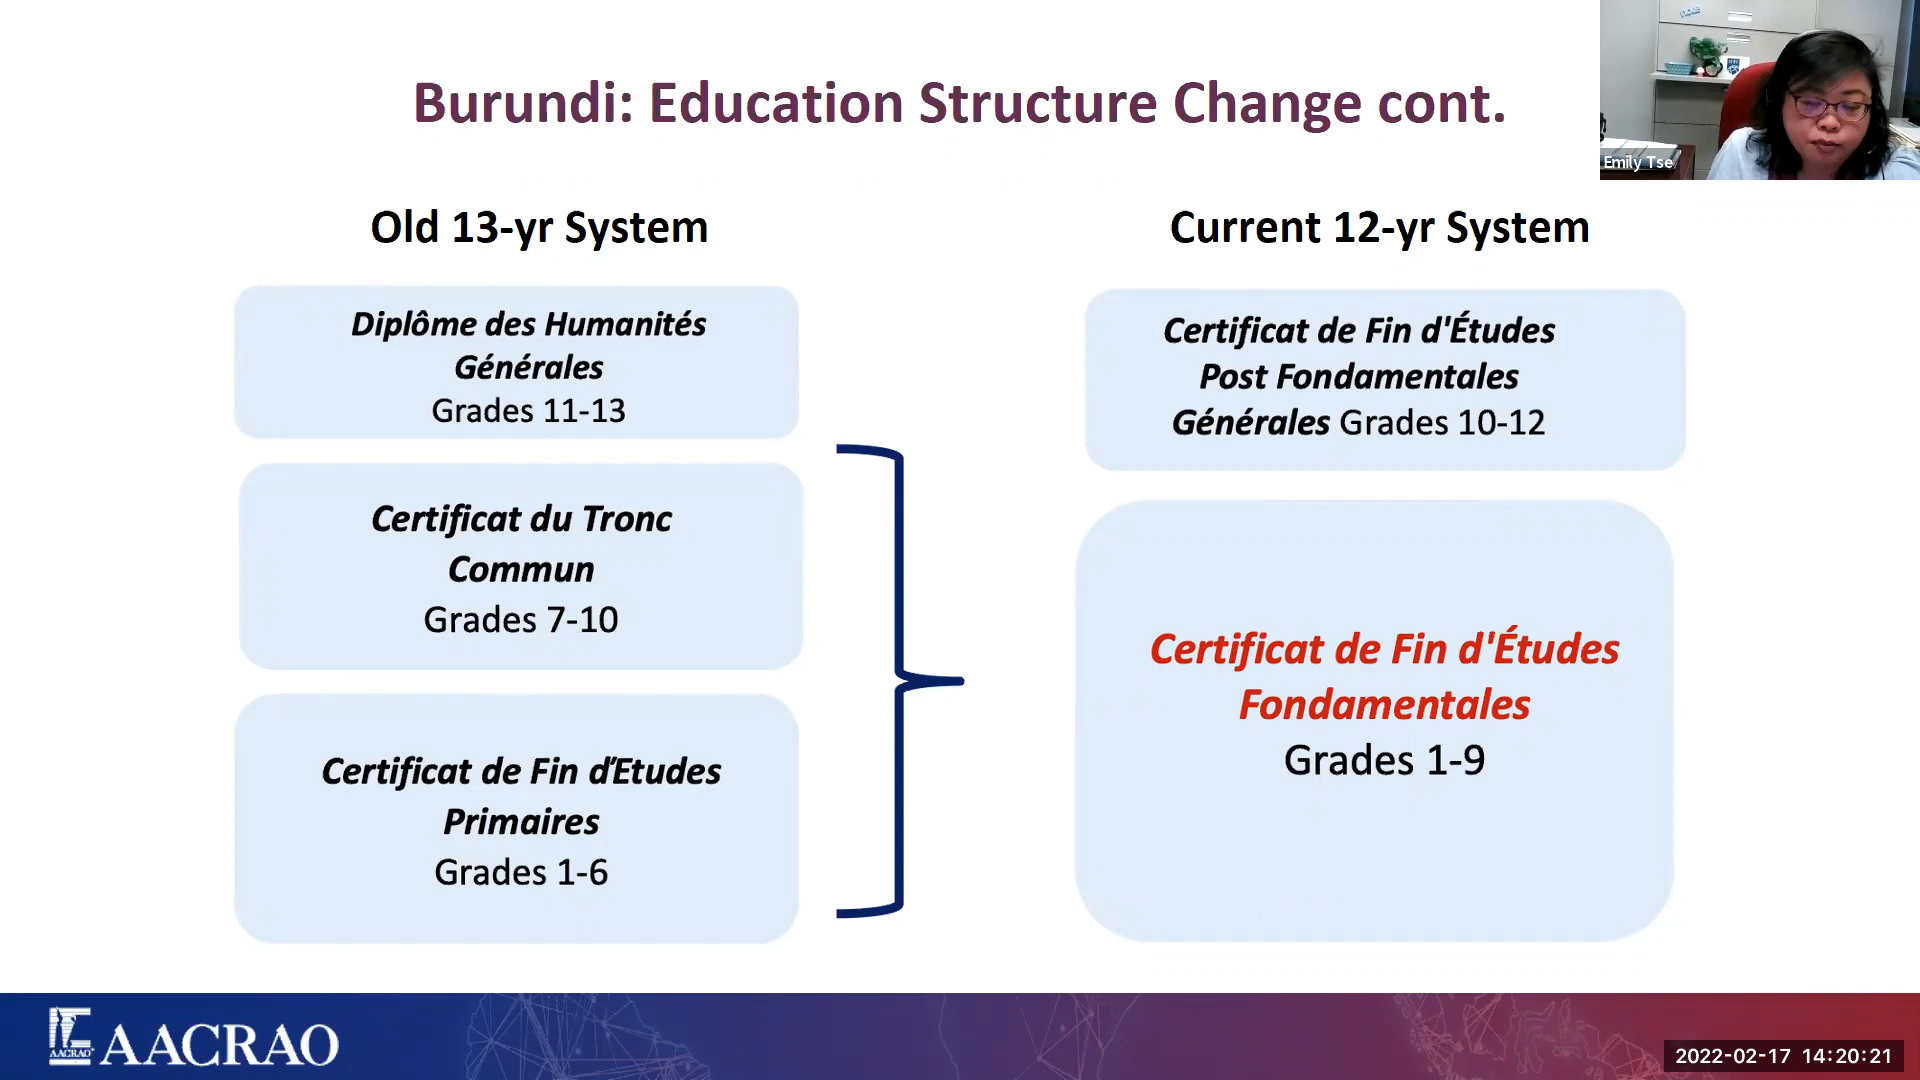 Burundi: Education Structure Change cont.
Emily Tse
Old 13-yr System
Diplôme des Humanités
Générales
Grades 11-13
Certificat du Tronc
Commun
Grades 7-10
Certificat de Fin d'Etudes
Primaires
Grades 1-6
Current 12-yr System
Certificat de Fin d'Études
Post Fondamentales
Générales Grades 10-12
Certificat de Fin d'Études
Fondamentales
Grades 1-9
AACRAO
AACRAO
2022-02-17 14:20:21